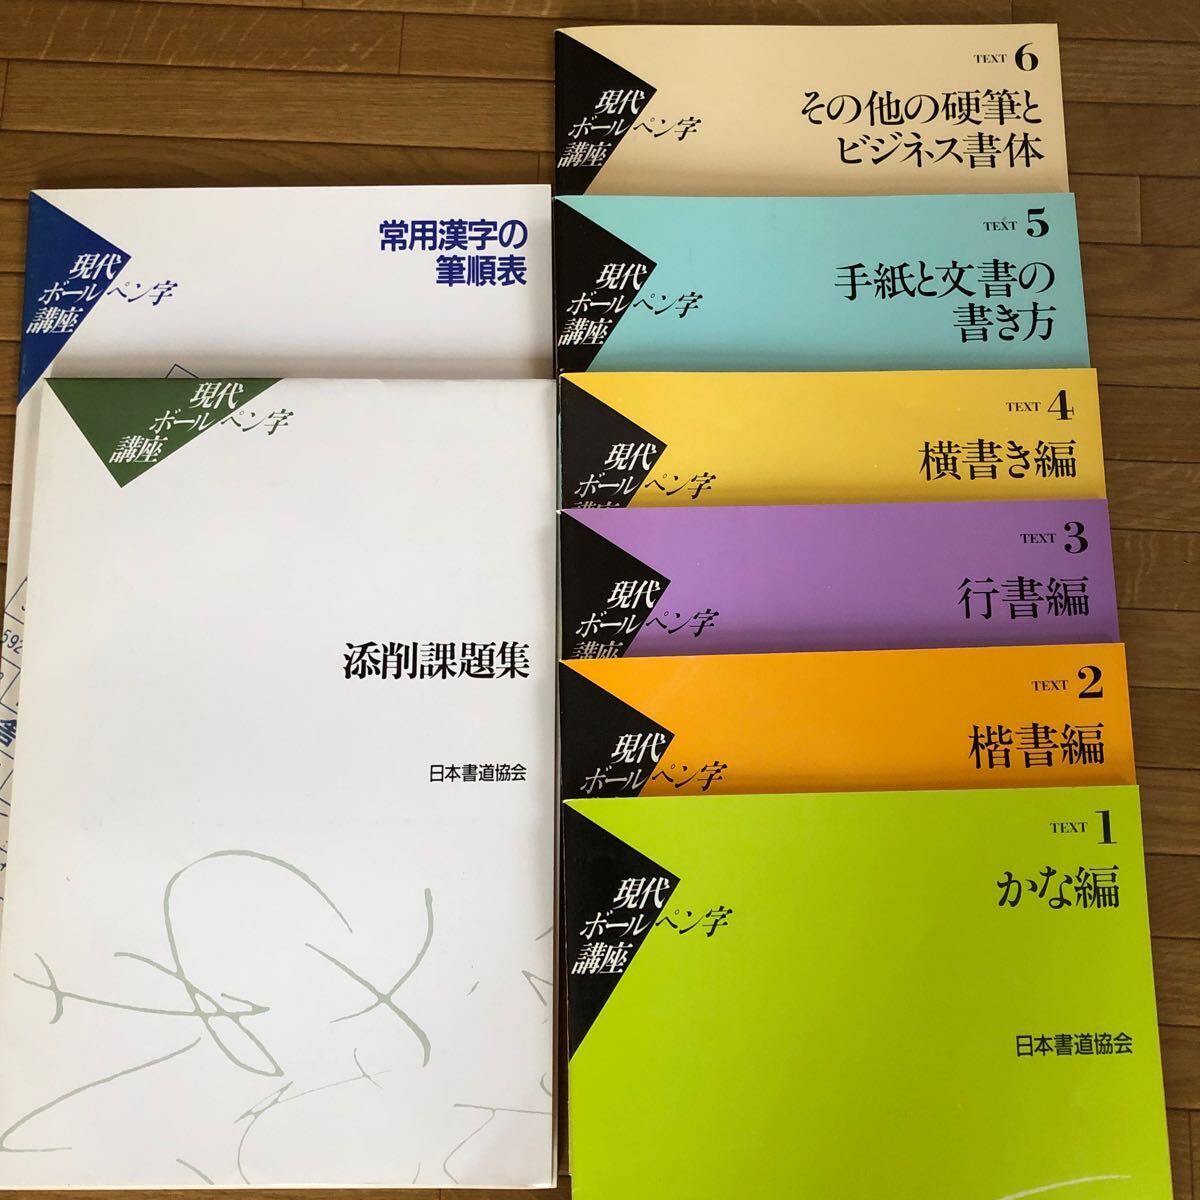 現代
ボールペン字
講座
常用漢字の
筆順表
現代
ボールペン字
講座
添削課題集
日本書道協会
現代
ボールペン字
講座
TEXT 6
その他の硬筆と
ビジネス書体
現代
ボールペン字
講座
TEXT 5
手紙と文書の
書き方
現代
ボールペン字
講座
TEXT 4
横書き編
現代
ボールペン字
講座
TEXT 3
行書編
現代
ボールペン字
TEXT 2
楷書編
現代
ボールペン字
講座
TEXT 1
かな編
日本書道協会